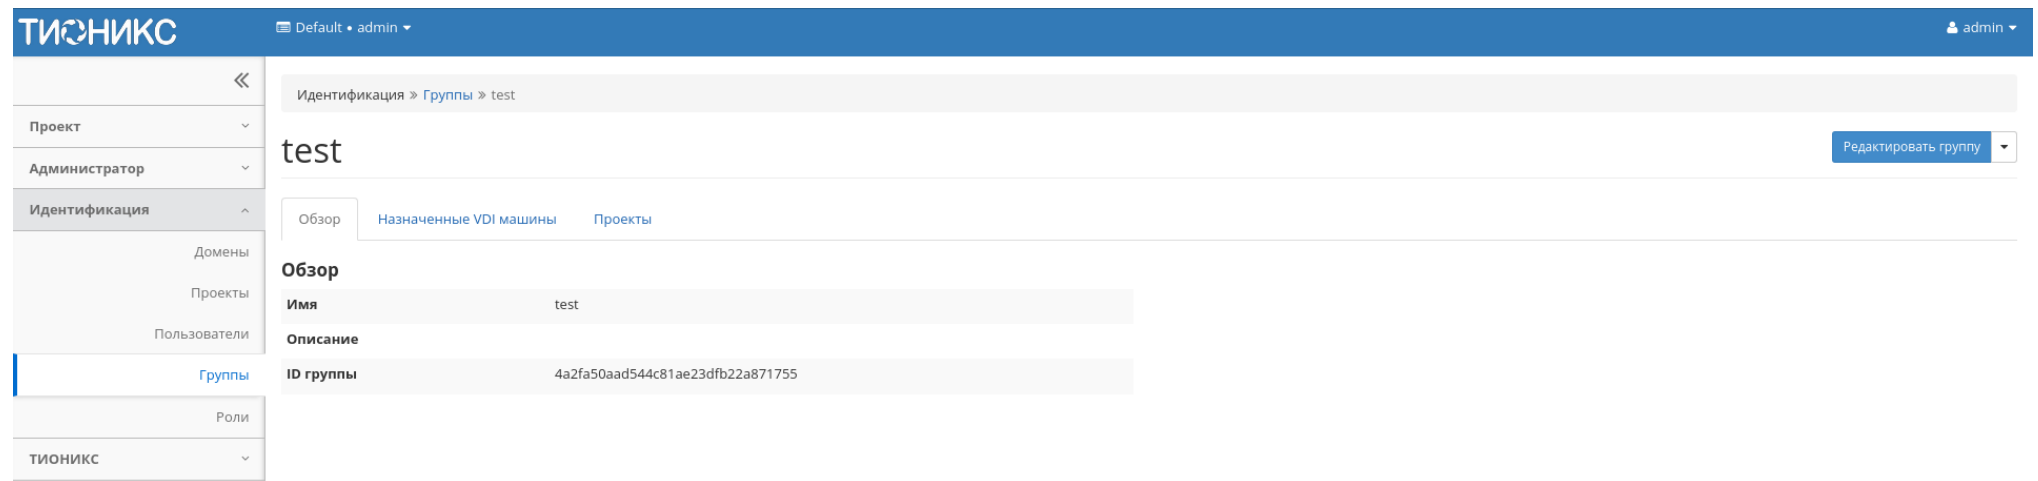 ТИОНИКС
Default • admin
admin
Проект
Администратор
Идентификация
Домены
Проекты
Пользователи
Группы
Роли
ТИОНИКС
Идентификация » Группы » test
test
Редактировать группу
Обзор Назначенные VDI машины Проекты
Обзор
Имя test
Описание
ID группы 4a2fa50aad544c81ae23dfb22a871755